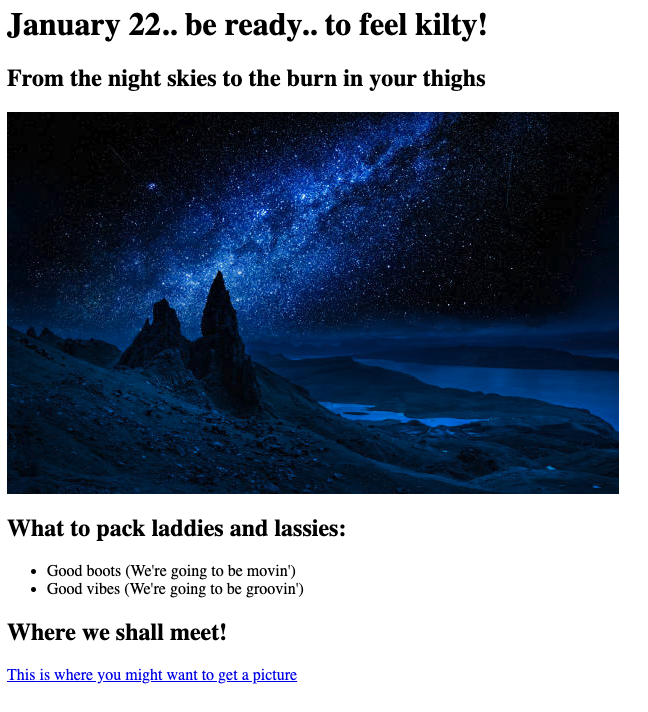 January 22.. be ready.. to feel kilty!
From the night skies to the burn in your thighs
What to pack laddies and lassies:
Good boots (We're going to be movin')
Good vibes (We're going to be groovin')
Where we shall meet!
This is where you might want to get a picture